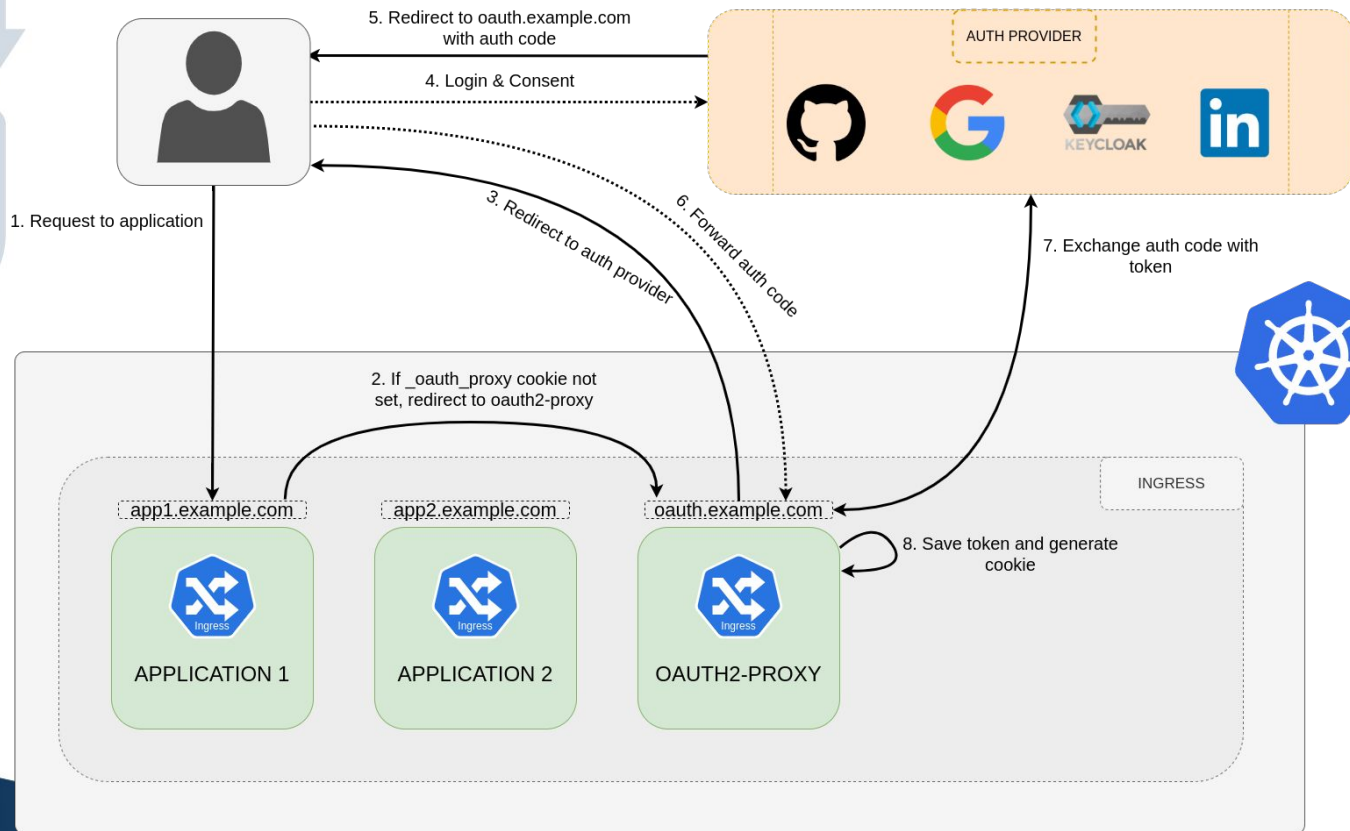 5. Redirect to oauth.example.com
with auth code
AUTH PROVIDER
4. Login & Consent
KEYCLOAK
in
1. Request to application
3. Redirect to auth provider
6. Forward auth code
7. Exchange auth code with
token
2. If _oauth_proxy cookie not
set, redirect to oauth2-proxy
INGRESS
app1.example.com
app2.example.com
oauth.example.com
8. Save token and generate
cookie
Ingress
Ingress
Ingress
APPLICATION 1
APPLICATION 2
OAUTH2-PROXY